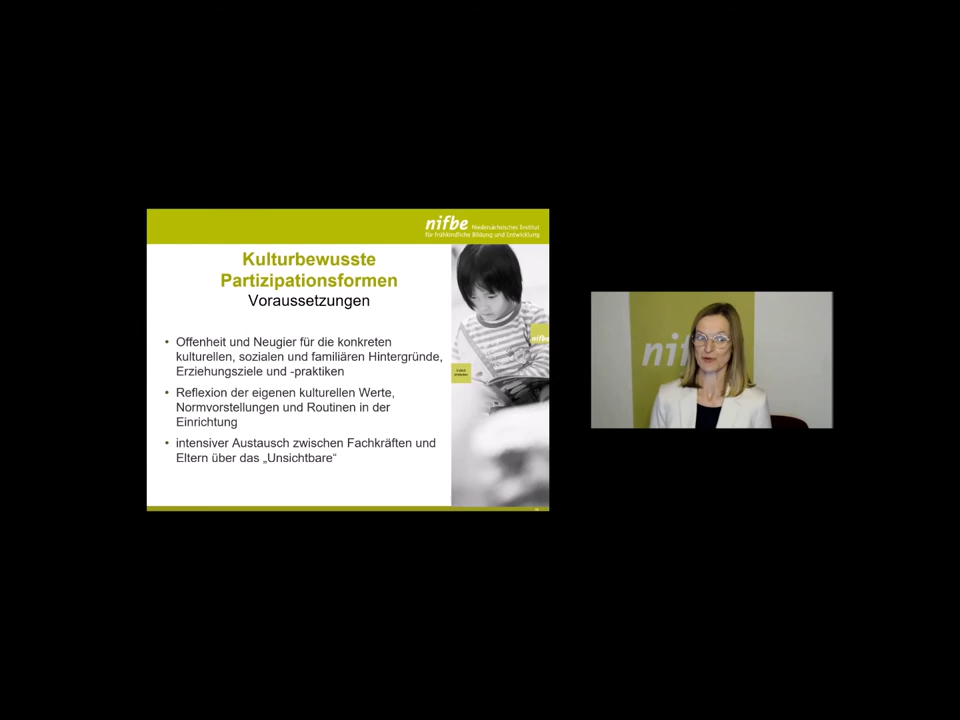 nifbe Niedersächsisches Institut
für frühkindliche Bildung und Entwicklung
Kulturbewusste
Partizipationsformen
Voraussetzungen
• Offenheit und Neugier für die konkreten
kulturellen, sozialen und familiären Hintergründe,
Erziehungsziele und -praktiken
• Reflexion der eigenen kulturellen Werte,
Normvorstellungen und Routinen in der
Einrichtung
• intensiver Austausch zwischen Fachkräften und
Eltern über das „Unsichtbare“
nifbe
nif